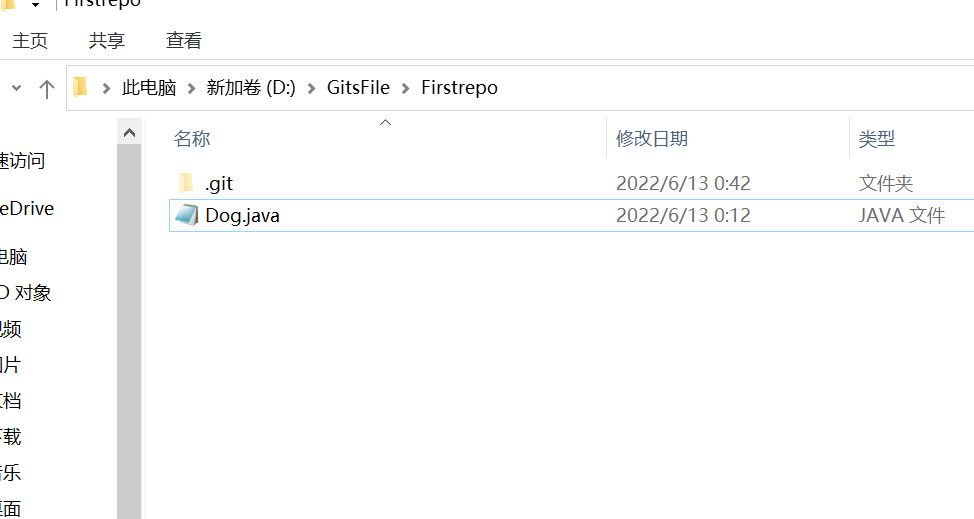 Firstrepo
主页 共享 查看
此电脑 新加卷 (D:) GitsFile Firstrepo
名称 修改日期 类型
速访问
.git 2022/6/13 0:42 文件夹
eDrive
Dog.java 2022/6/13 0:12 JAVA 文件
电脑
D 对象
视频
图片
文档
下载
音乐
桌面